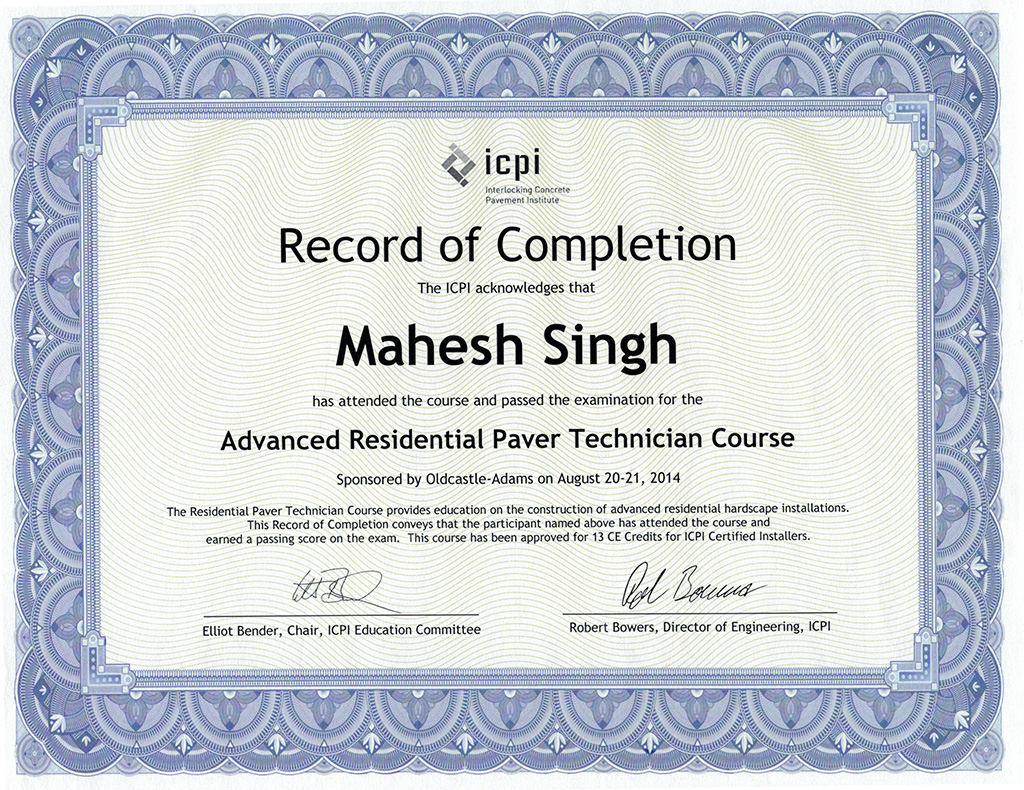 icpi
Interlocking Concrete
Pavement Institute
Record of Completion
The ICPI acknowledges that
Mahesh Singh
has attended the course and passed the examination for the
Advanced Residential Paver Technician Course
Sponsored by Oldcastle-Adams on August 20-21, 2014
The Residential Paver Technician Course provides education on the construction of advanced residential hardscape installations.
This Record of Completion conveys that the participant named above has attended the course and
earned a passing score on the exam. This course has been approved for 13 CE Credits for ICPI Certified Installers.
Elliot Bender, Chair, ICPI Education Committee
Robert Bowers, Director of Engineering, ICPI